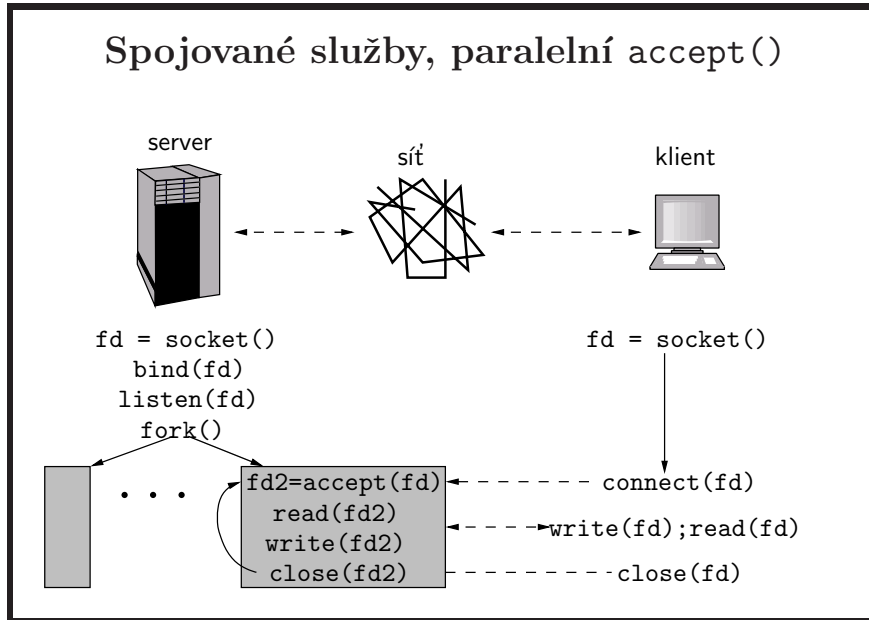 Spojované služby, paralelní accept()
server
síť
klient
fd = socket()
bind(fd)
listen(fd)
fork()
fd = socket()
. . .
fd2=accept(fd)
read(fd2)
write(fd2)
close(fd2)
connect(fd)
write(fd);read(fd)
close(fd)